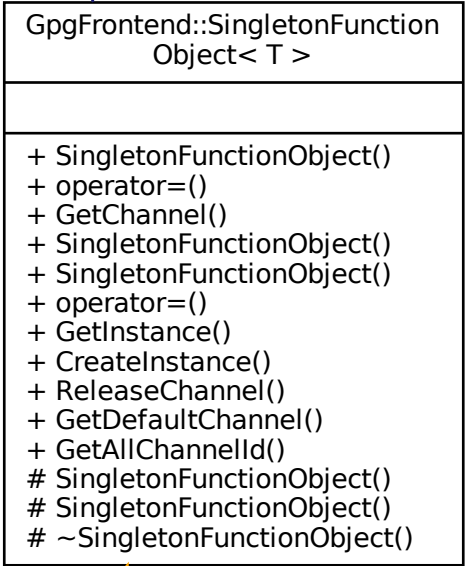 GpgFrontend::SingletonFunction
Object< T >
+ SingletonFunctionObject()
+ operator=()
+ GetChannel()
+ SingletonFunctionObject()
+ SingletonFunctionObject()
+ operator=()
+ GetInstance()
+ CreateInstance()
+ ReleaseChannel()
+ GetDefaultChannel()
+ GetAllChannelId()
# SingletonFunctionObject()
# SingletonFunctionObject()
# ~SingletonFunctionObject()